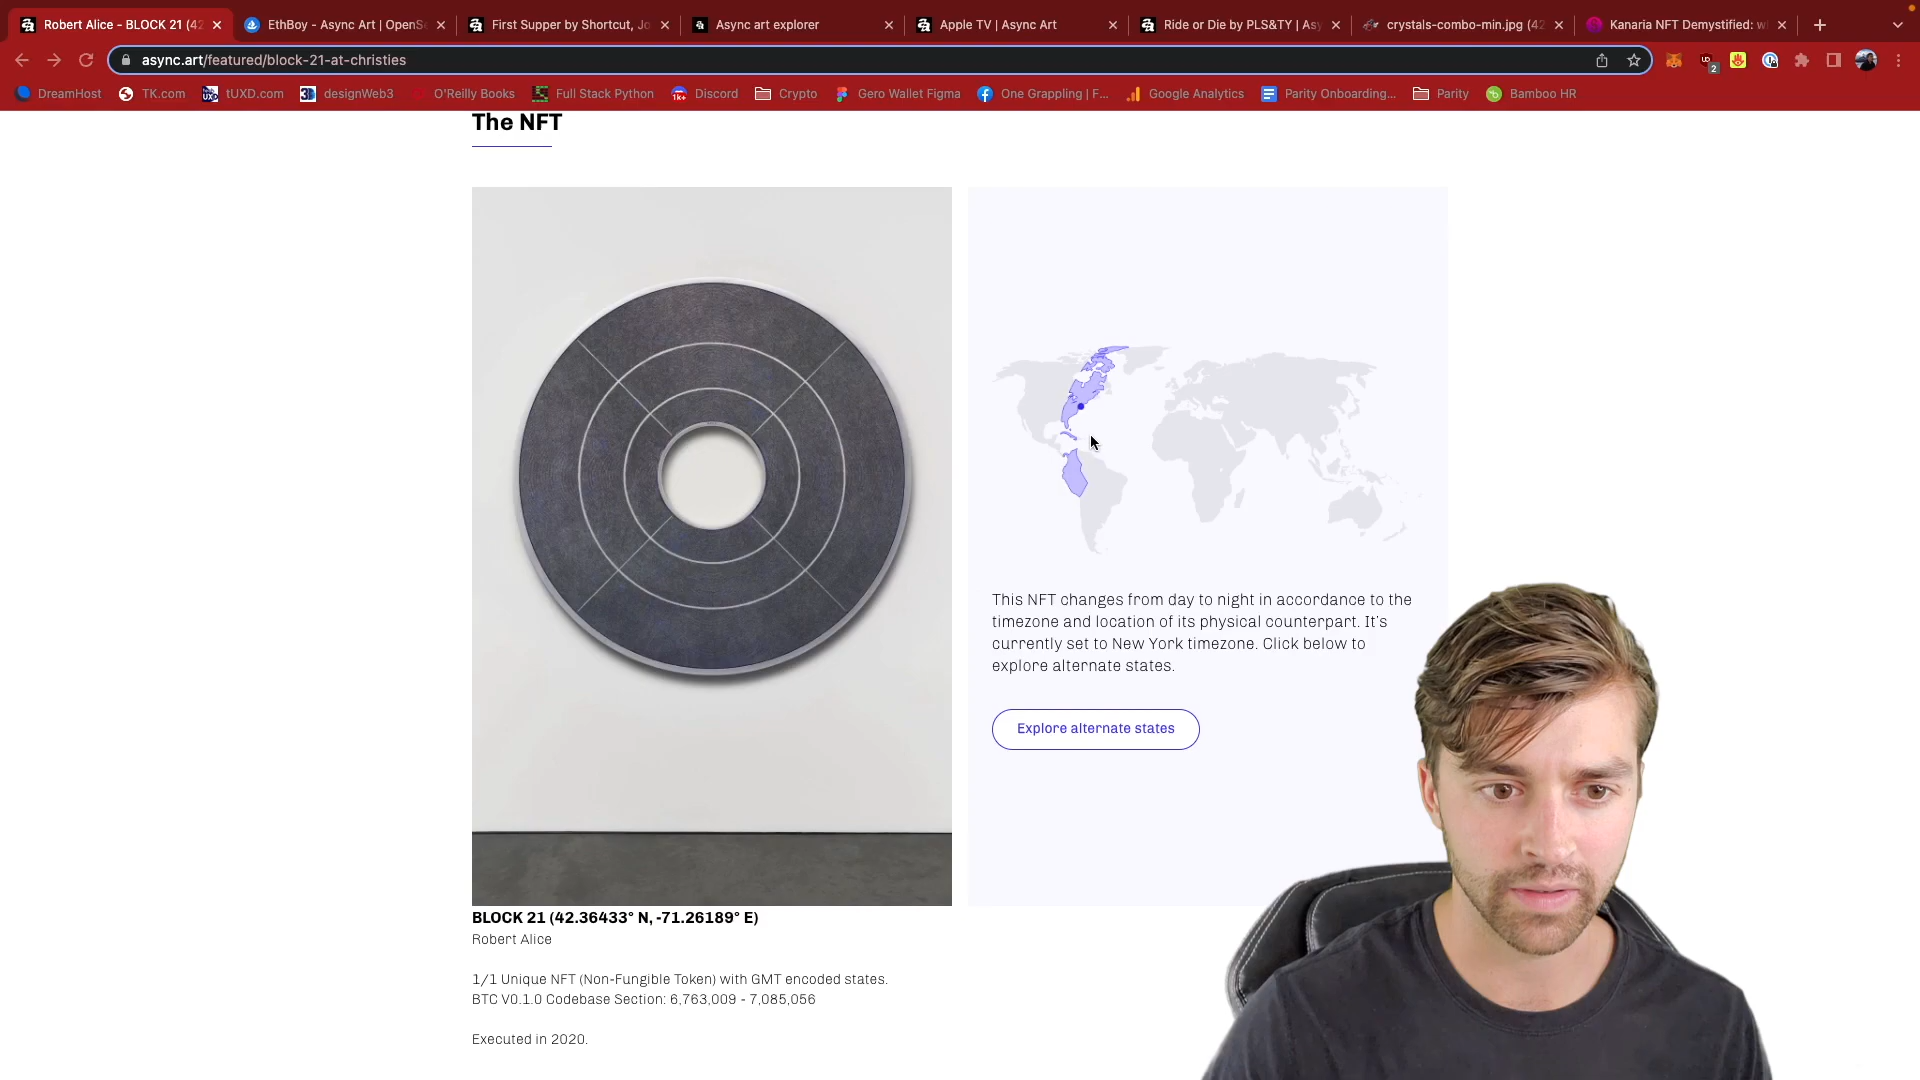 Robert Alice - BLOCK 21 (42
EthBoy - Async Art | OpenSe
First Supper by Shortcut, Jo
Async art explorer
Apple TV | Async Art
Ride or Die by PLS&TY | Asy
crystals-combo-min.jpg (42
Kanaria NFT Demystified: w
async.art/featured/block-21-at-christies
2
DreamHost
TK.com
tUXD.com
designWeb3
O'Reilly Books
Full Stack Python
Discord
Crypto
Gero Wallet Figma
One Grappling | F...
Google Analytics
Parity Onboarding...
Parity
Bamboo HR
The NFT
This NFT changes from day to night in accordance to the
timezone and location of its physical counterpart. It's
currently set to New York timezone. Click below to
explore alternate states.
Explore alternate states
BLOCK 21 (42.36433° N, -71.26189° E)
Robert Alice
1/1 Unique NFT (Non-Fungible Token) with GMT encoded states.
BTC V0.1.0 Codebase Section: 6,763,009 - 7,085,056
Executed in 2020.